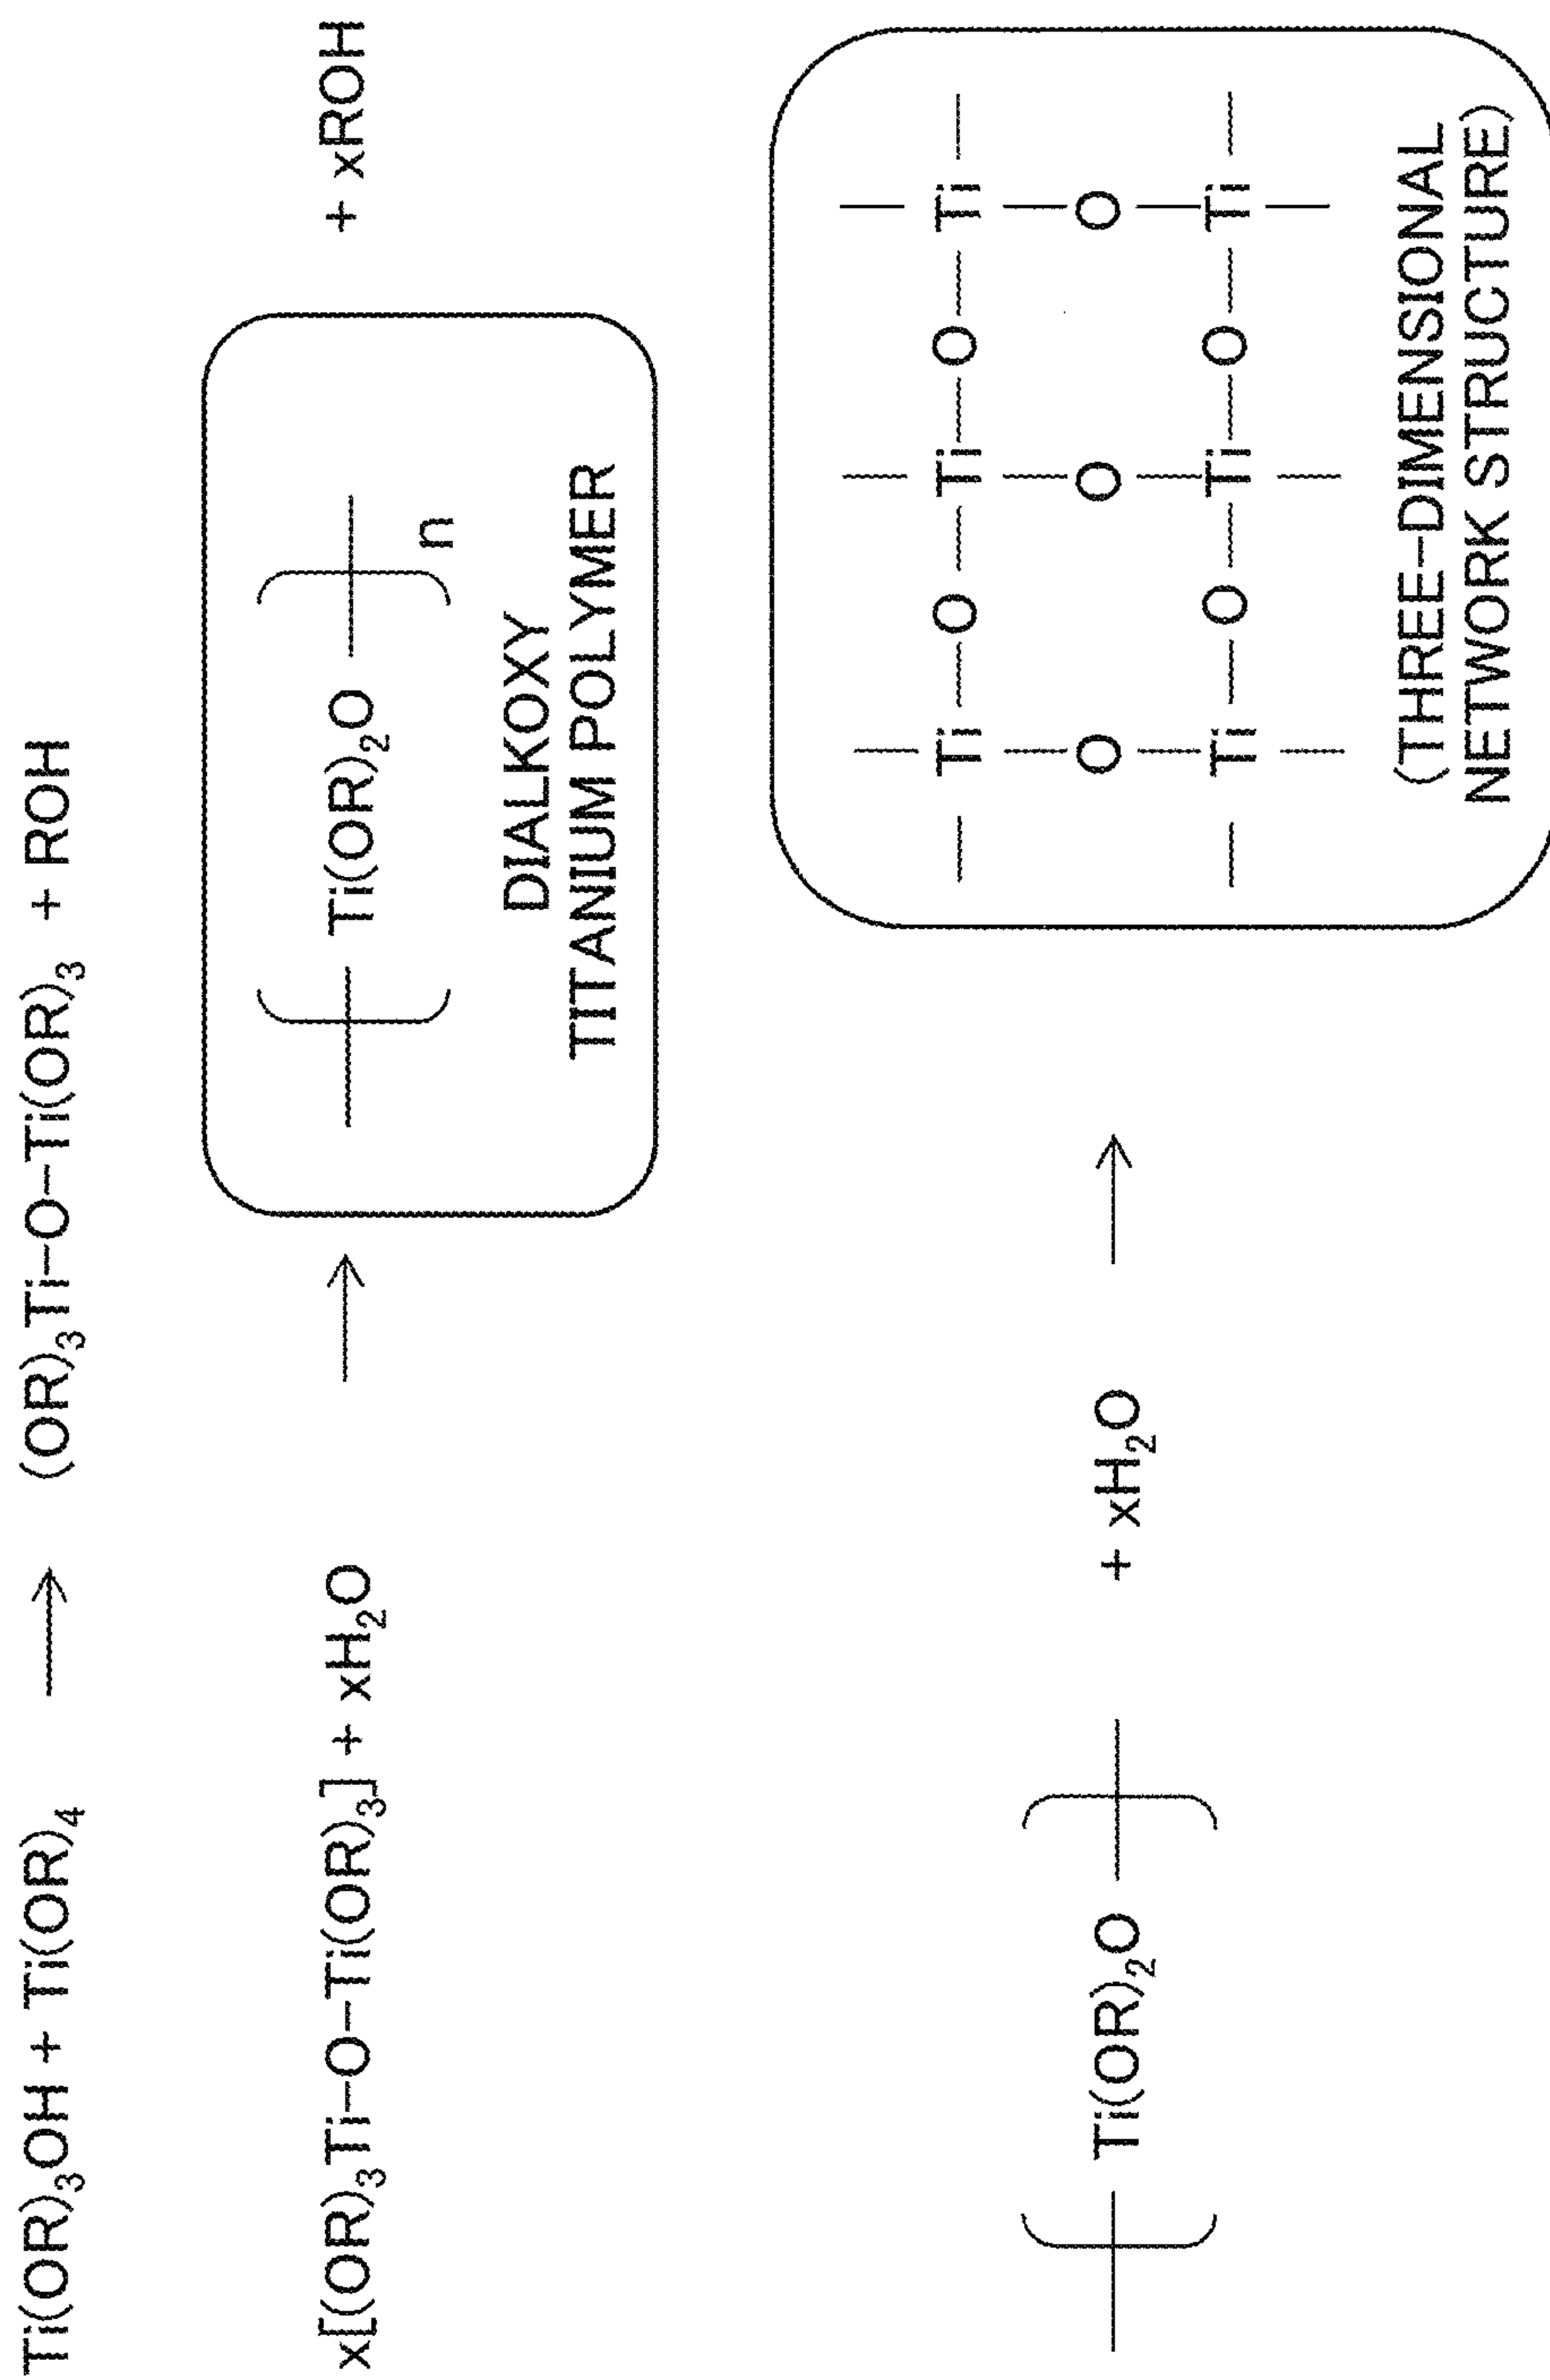 Ti(OR)₃OH + Ti(OR)₄ → (OR)₃Ti–O–Ti(OR)₃ + ROH
x[(OR)₃Ti–O–Ti(OR)₃] + xH₂O → Ti(OR)₂O n + xROH
DIALKOXY
TITANIUM POLYMER
Ti(OR)₂O + xH₂O →
Ti O Ti O Ti
O O O
Ti O Ti O Ti
(THREE–DIMENSIONAL
NETWORK STRUCTURE)